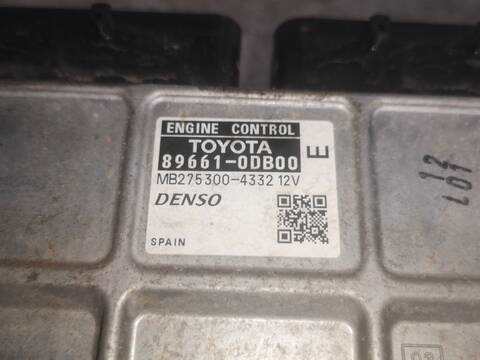 ENGINE CONTROL
TOYOTA
89661-0DB00
E
MB275300-4332 12V
DENSO
SPAIN